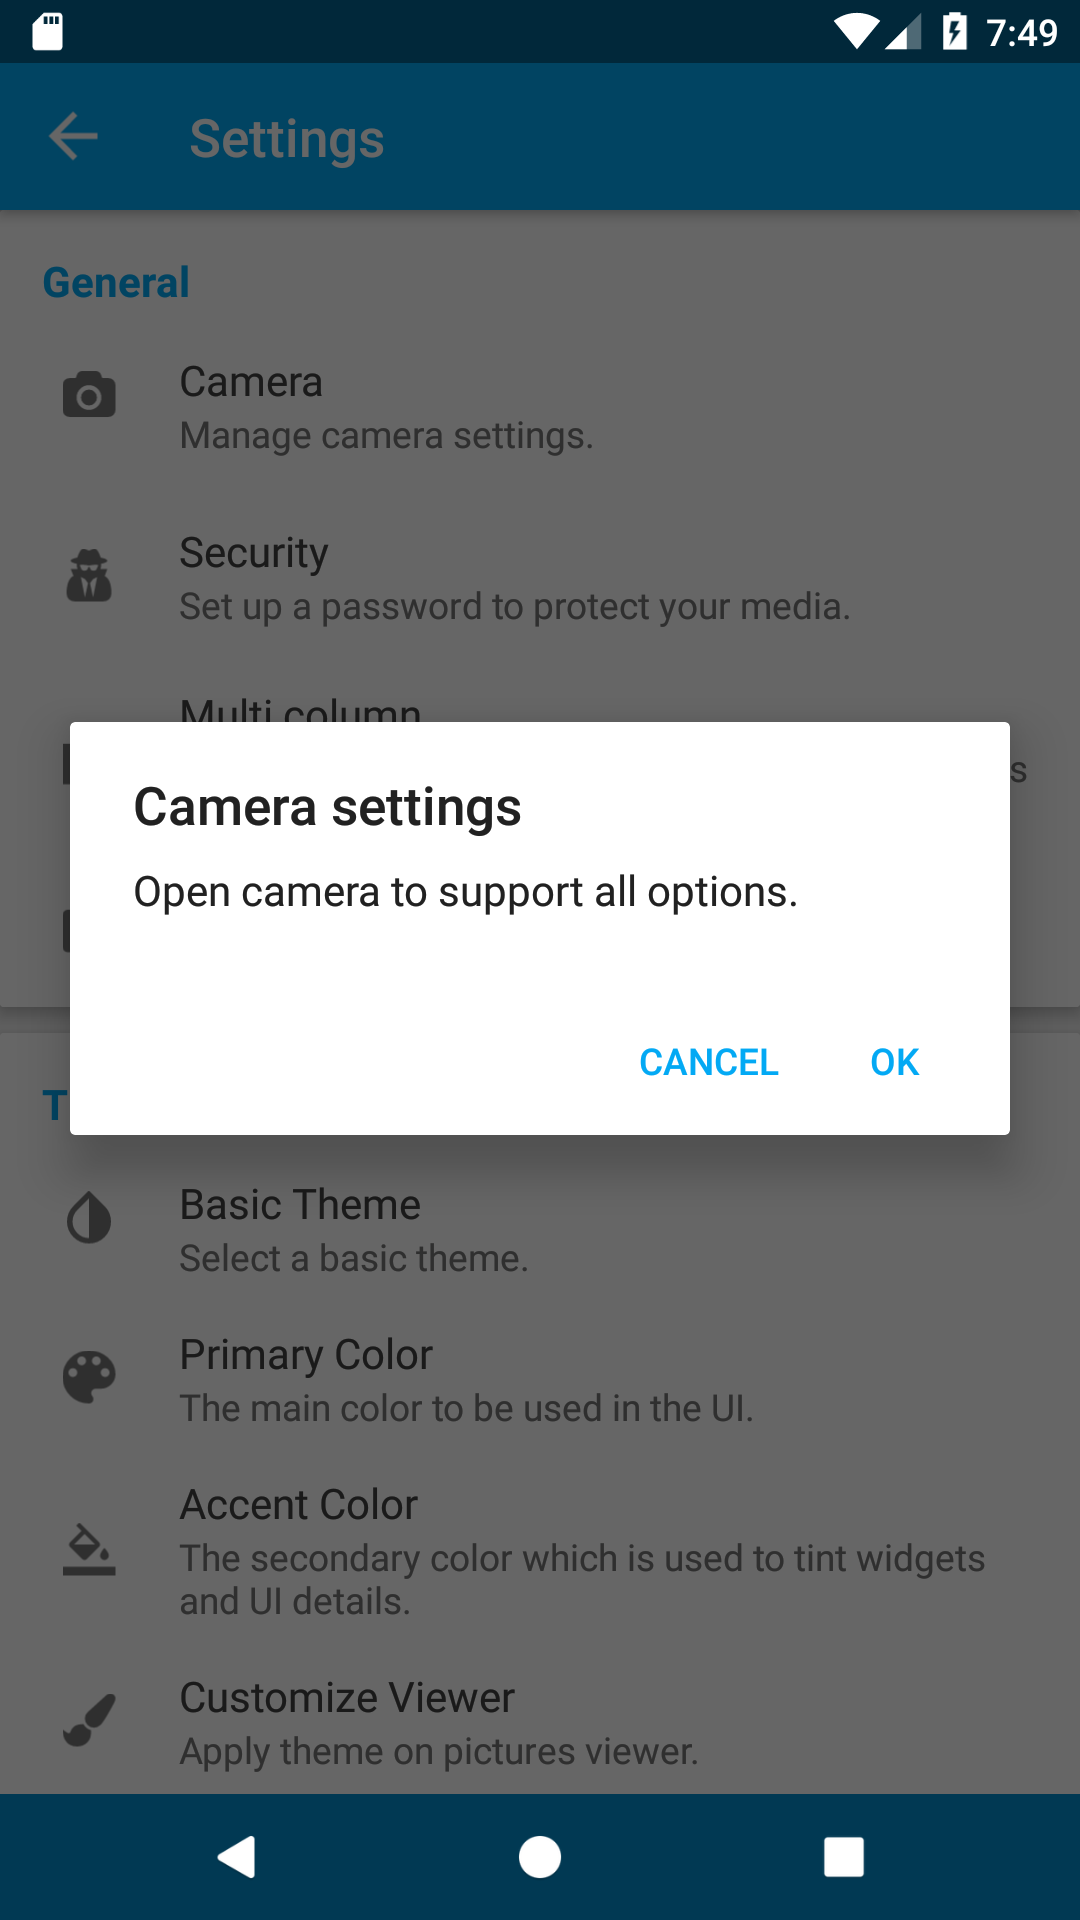 7:49
Settings
General
Camera
Manage camera settings.
Security
Set up a password to protect your media.
Multi column
Camera settings
Open camera to support all options.
CANCEL OK
Basic Theme
Select a basic theme.
Primary Color
The main color to be used in the UI.
Accent Color
The secondary color which is used to tint widgets
and UI details.
Customize Viewer
Apply theme on pictures viewer.